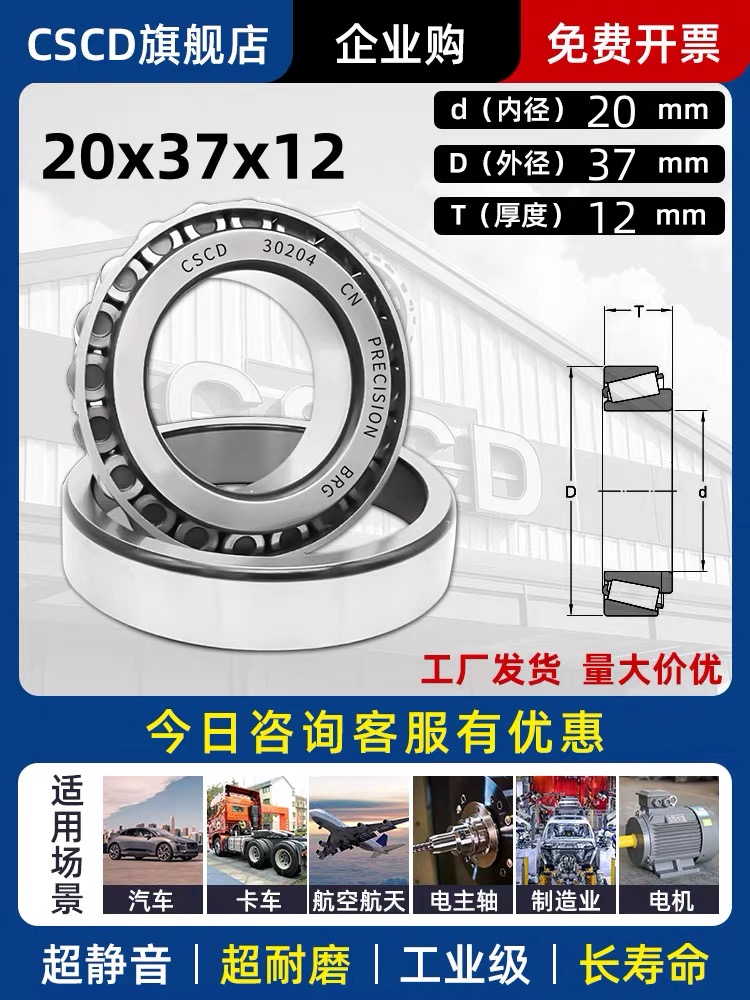 CSCD旗舰店
企业购
免费开票
20x37x12
d（内径） 20 mm
D（外径） 37 mm
T（厚度） 12 mm
CSCD 30204 CN PRECISION BRG
CSCD
T
D
d
工厂发货 量大价优
今日咨询客服有优惠
适用场景
汽车
卡车
航空航天
电主轴
制造业
电机
超静音｜超耐磨｜工业级｜长寿命